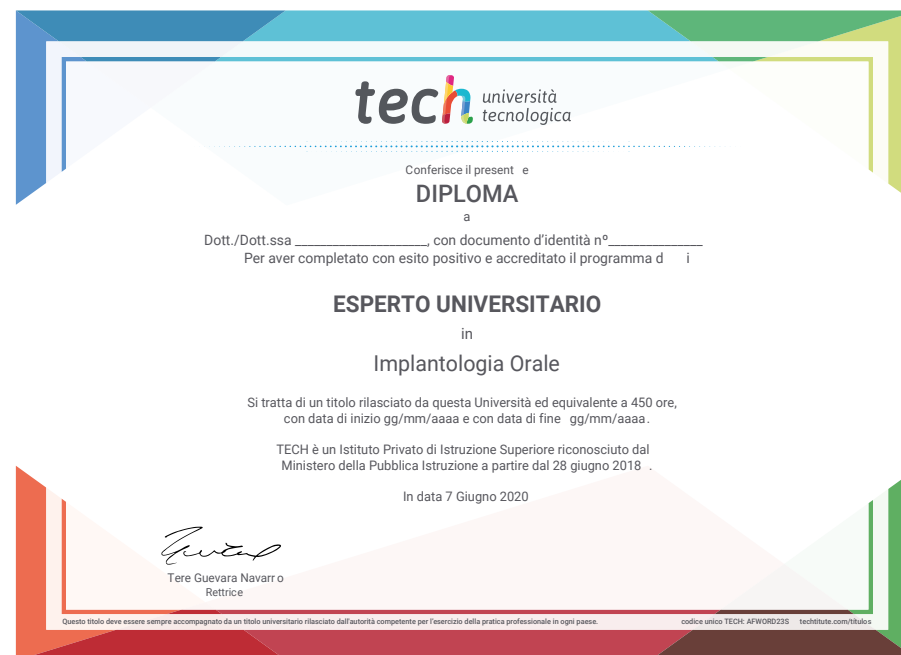 tech università
tecnologica
Conferisce il present e
DIPLOMA
a
Dott./Dott.ssa _____________________, con documento d'identità nº_______________
Per aver completato con esito positivo e accreditato il programma d i
ESPERTO UNIVERSITARIO
in
Implantologia Orale
Si tratta di un titolo rilasciato da questa Università ed equivalente a 450 ore,
con data di inizio gg/mm/aaaa e con data di fine gg/mm/aaaa.
TECH è un Istituto Privato di Istruzione Superiore riconosciuto dal
Ministero della Pubblica Istruzione a partire dal 28 giugno 2018 .
In data 7 Giugno 2020
Tere Guevara Navarr o
Rettrice
Questo titolo deve essere sempre accompagnato da un titolo universitario rilasciato dall'autorità competente per l'esercizio della pratica professionale in ogni paese. codice unico TECH: AFWORD23S techtitute.com/titulos